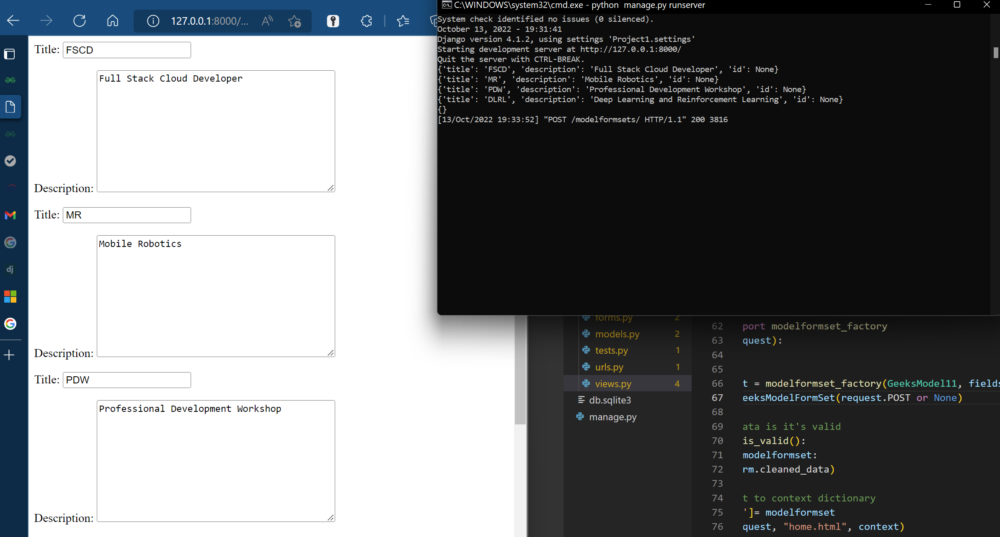 127.0.0.1:8000/...
Title: FSCD
Full Stack Cloud Developer
Description:
Title: MR
Mobile Robotics
Description:
Title: PDW
Professional Development Workshop
Description:
C:\WINDOWS\system32\cmd.exe - python  manage.py runserver
System check identified no issues (0 silenced).
October 13, 2022 - 19:31:41
Django version 4.1.2, using settings 'Project1.settings'
Starting development server at http://127.0.0.1:8000/
Quit the server with CTRL-BREAK.
{'title': 'FSCD', 'description': 'Full Stack Cloud Developer', 'id': None}
{'title': 'MR', 'description': 'Mobile Robotics', 'id': None}
{'title': 'PDW', 'description': 'Professional Development Workshop', 'id': None}
{'title': 'DLRL', 'description': 'Deep Learning and Reinforcement Learning', 'id': None}
{}
[13/Oct/2022 19:33:52] "POST /modelformsets/ HTTP/1.1" 200 3816
forms.py 2
models.py 2
tests.py 1
urls.py 1
views.py 4
db.sqlite3
manage.py
62 port modelformset_factory
63 quest):
64
65
66 t = modelformset_factory(GeeksModel11, fields
67 eeksModelFormSet(request.POST or None)
68
69 ata is it's valid
70 is_valid():
71 modelformset:
72 rm.cleaned_data)
73
74 t to context dictionary
75 ']= modelformset
76 quest, "home.html", context)
dj